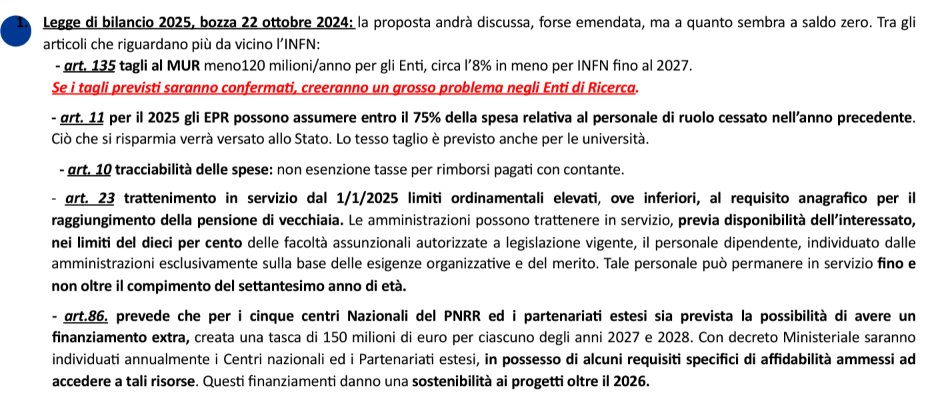 1. Legge di bilancio 2025, bozza 22 ottobre 2024: la proposta andrà discussa, forse emendata, ma a quanto sembra a saldo zero. Tra gli
articoli che riguardano più da vicino l'INFN:
- art. 135 tagli al MUR meno120 milioni/anno per gli Enti, circa l'8% in meno per INFN fino al 2027.
Se i tagli previsti saranno confermati, creeranno un grosso problema negli Enti di Ricerca.
- art. 11 per il 2025 gli EPR possono assumere entro il 75% della spesa relativa al personale di ruolo cessato nell'anno precedente.
Ciò che si risparmia verrà versato allo Stato. Lo tesso taglio è previsto anche per le università.
- art. 10 tracciabilità delle spese: non esenzione tasse per rimborsi pagati con contante.
- art. 23 trattenimento in servizio dal 1/1/2025 limiti ordinamentali elevati, ove inferiori, al requisito anagrafico per il
raggiungimento della pensione di vecchiaia. Le amministrazioni possono trattenere in servizio, previa disponibilità dell'interessato,
nei limiti del dieci per cento delle facoltà assunzionali autorizzate a legislazione vigente, il personale dipendente, individuato dalle
amministrazioni esclusivamente sulla base delle esigenze organizzative e del merito. Tale personale può permanere in servizio fino e
non oltre il compimento del settantesimo anno di età.
- art.86. prevede che per i cinque centri Nazionali del PNRR ed i partenariati estesi sia prevista la possibilità di avere un
finanziamento extra, creata una tasca di 150 milioni di euro per ciascuno degli anni 2027 e 2028. Con decreto Ministeriale saranno
individuati annualmente i Centri nazionali ed i Partenariati estesi, in possesso di alcuni requisiti specifici di affidabilità ammessi ad
accedere a tali risorse. Questi finanziamenti danno una sostenibilità ai progetti oltre il 2026.